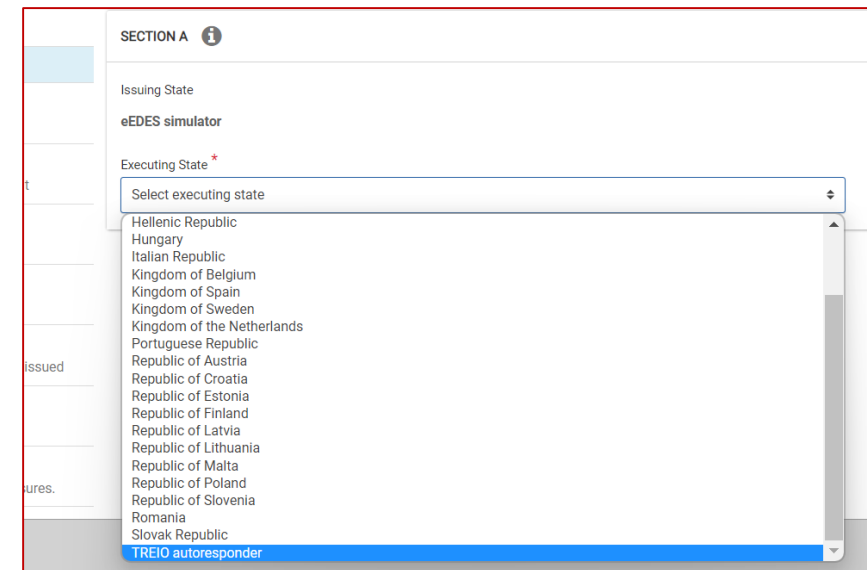 SECTION A i
Issuing State
eEDES simulator
Executing State *
t
Select executing state
Hellenic Republic
Hungary
Italian Republic
Kingdom of Belgium
Kingdom of Spain
Kingdom of Sweden
Kingdom of the Netherlands
Portuguese Republic
Republic of Austria
issued
Republic of Croatia
Republic of Estonia
Republic of Finland
Republic of Latvia
Republic of Lithuania
Republic of Malta
Republic of Poland
ures.
Republic of Slovenia
Romania
Slovak Republic
TREIO autoresponder